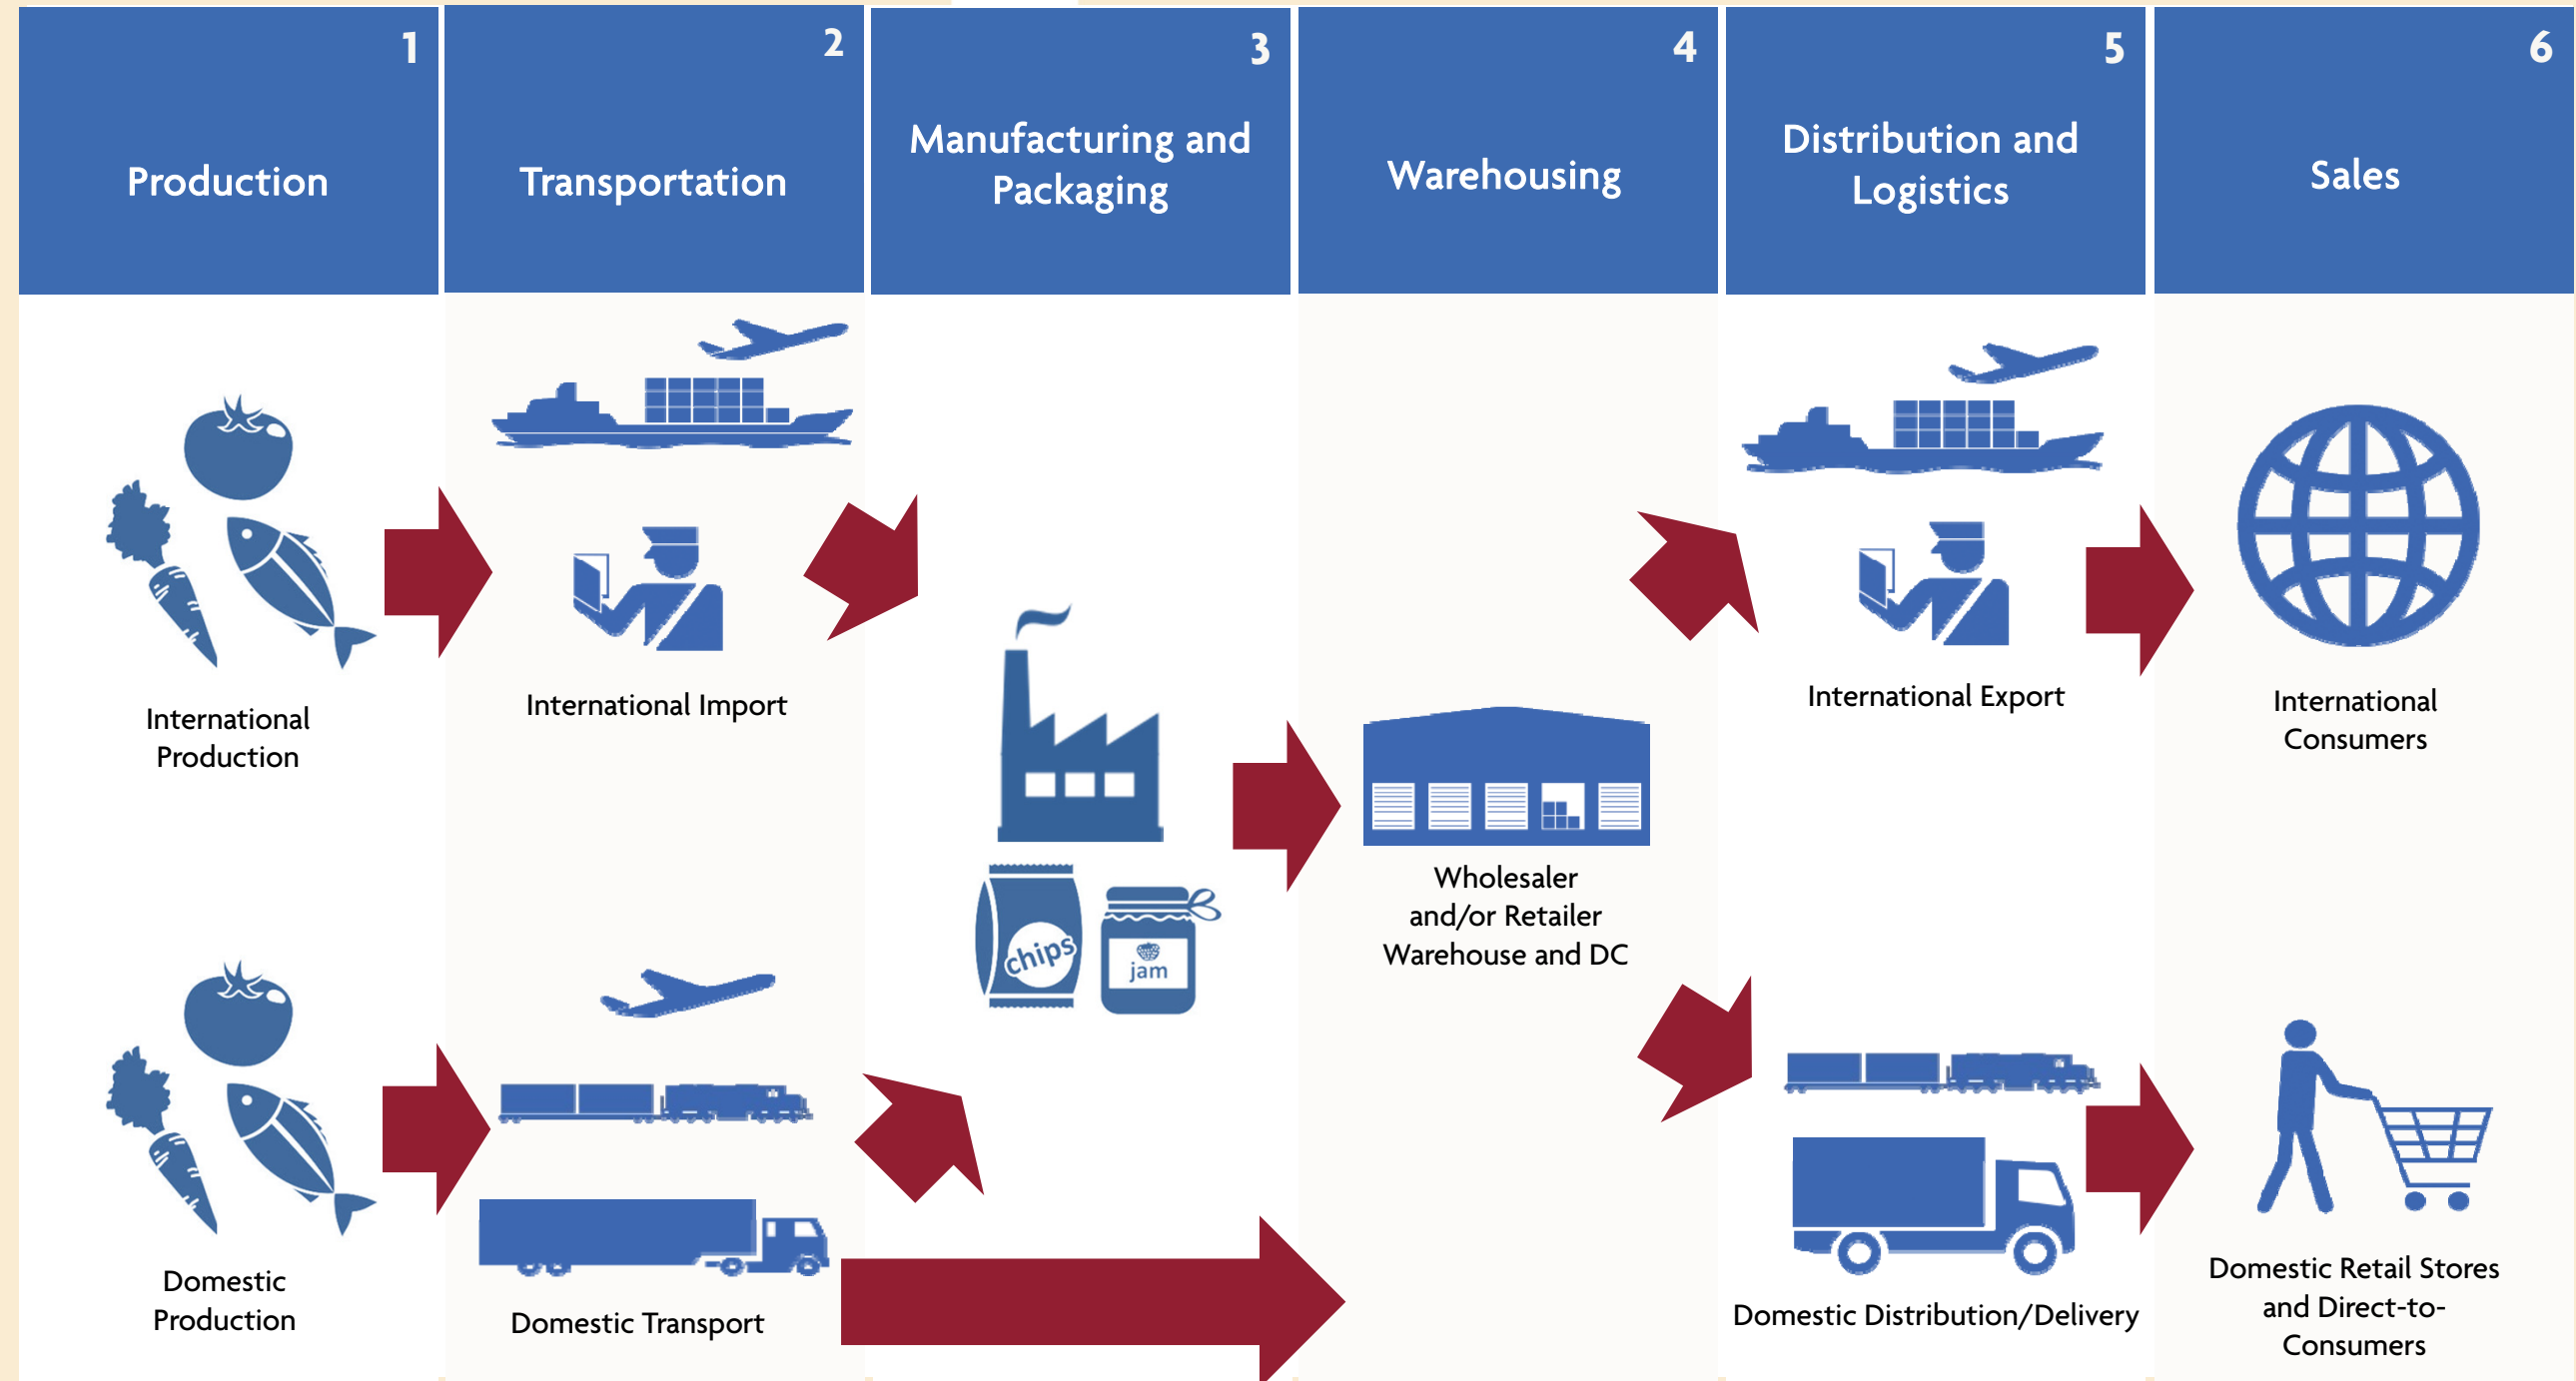 1
Production
2
Transportation
3
Manufacturing and
Packaging
4
Warehousing
5
Distribution and
Logistics
6
Sales
International
Production
International Import
chips
jam
Wholesaler
and/or Retailer
Warehouse and DC
International Export
International
Consumers
Domestic
Production
Domestic Transport
Domestic Distribution/Delivery
Domestic Retail Stores
and Direct-to-
Consumers